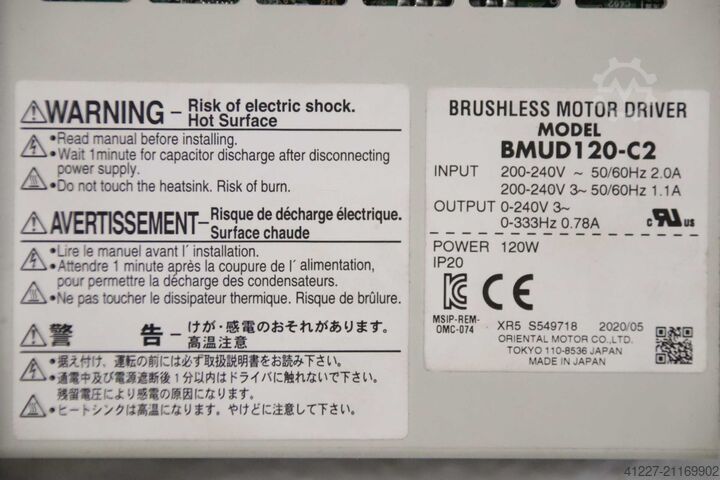 WARNING – Risk of electric shock.
Hot Surface
•Read manual before installing.
•Wait 1minute for capacitor discharge after disconnecting
power supply.
•Do not touch the heatsink. Risk of burn.
AVERTISSEMENT–Risque de décharge électrique.
Surface chaude
•Lire le manuel avant l´ installation.
•Attendre 1 minute après la coupure de l´ alimentation,
pour permettre la décharge des condensateurs.
•Ne pas toucher le dissipateur thermique. Risque de brûlure.
警 告 – けが・感電のおそれがあります。
高温注意
•据え付け、運転の前には必ず取扱説明書をお読み下さい。
•通電中及び電源遮断後1分以内はドライバに触れないで下さい。
残留電圧により感電の原因になります。
•ヒートシンクは高温になります。やけどに注意して下さい。
BRUSHLESS MOTOR DRIVER
MODEL
BMUD120-C2
INPUT 200-240V ~ 50/60Hz 2.0A
200-240V 3~ 50/60Hz 1.1A
OUTPUT 0-240V 3~
0-333Hz 0.78A
c RU us
POWER 120W
IP20
CE
MSIP-REM-
OMC-074
XR5 S549718 2020/05
ORIENTAL MOTOR CO.,LTD.
TOKYO 110-8536 JAPAN
MADE IN JAPAN
41227-21169902